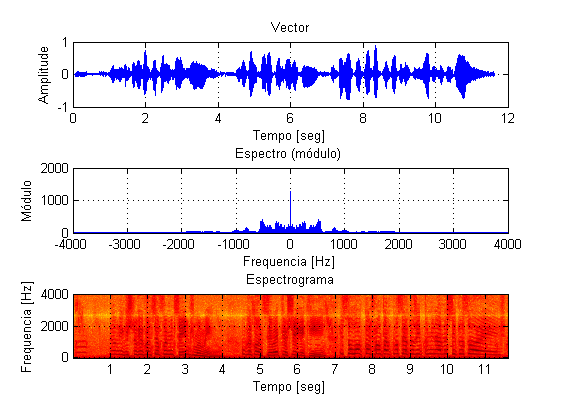 Vector
Amplitude
1
0
-1
0 2 4 6 8 10 12
Tempo [seg]
Espectro (módulo)
Módulo
2000
1000
0
-4000 -3000 -2000 -1000 0 1000 2000 3000 4000
Frequencia [Hz]
Espectrograma
Frequencia [Hz]
4000
2000
0
1 2 3 4 5 6 7 8 9 10 11
Tempo [seg]